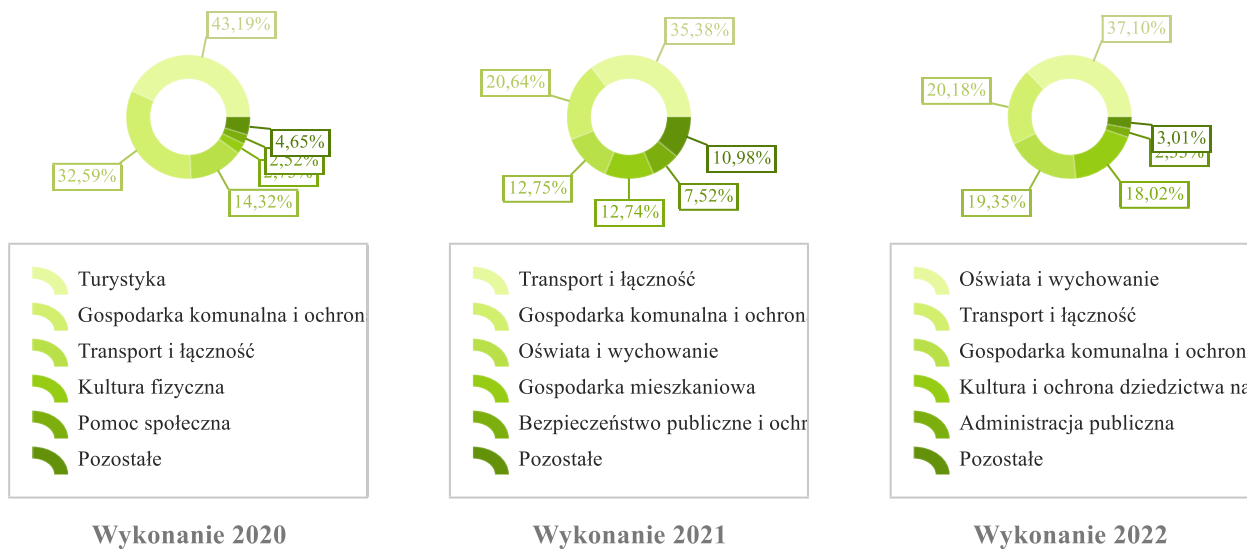 43,19%
32,59%
14,32%
2,52%
4,65%
Turystyka
Gospodarka komunalna i ochron
Transport i łączność
Kultura fizyczna
Pomoc społeczna
Pozostałe
Wykonanie 2020
35,38%
20,64%
12,75%
12,74%
7,52%
10,98%
Transport i łączność
Gospodarka komunalna i ochron
Oświata i wychowanie
Gospodarka mieszkaniowa
Bezpieczeństwo publiczne i ochr
Pozostałe
Wykonanie 2021
37,10%
20,18%
19,35%
18,02%
3,01%
Oświata i wychowanie
Transport i łączność
Gospodarka komunalna i ochron
Kultura i ochrona dziedzictwa na
Administracja publiczna
Pozostałe
Wykonanie 2022